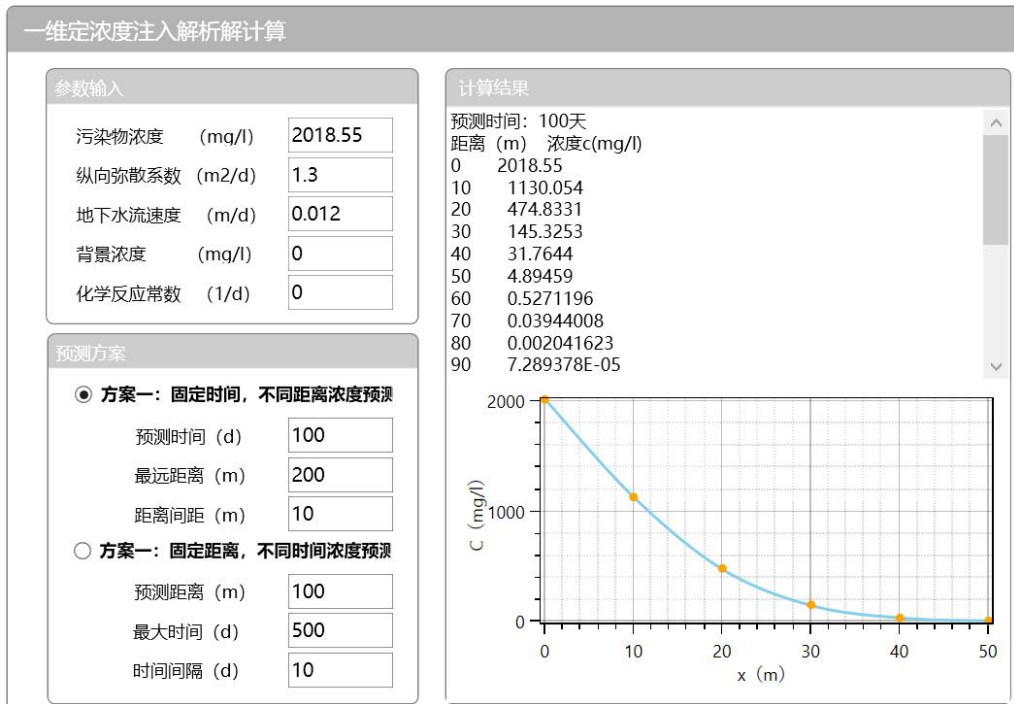 一维定浓度注入解析解计算
参数输入
污染物浓度 (mg/l) 2018.55
纵向弥散系数 (m2/d) 1.3
地下水流速度 (m/d) 0.012
背景浓度 (mg/l) 0
化学反应常数 (1/d) 0
预测方案
方案一：固定时间，不同距离浓度预测
预测时间（d） 100
最远距离（m） 200
距离间距（m） 10
方案一：固定距离，不同时间浓度预测
预测距离（m） 100
最大时间（d） 500
时间间隔（d） 10
计算结果
预测时间：100天
距离（m） 浓度c(mg/l)
0 2018.55
10 1130.054
20 474.8331
30 145.3253
40 31.7644
50 4.89459
60 0.5271196
70 0.03944008
80 0.002041623
90 7.289378E-05
2000
1000
0
C（mg/l）
0 10 20 30 40 50
x（m）